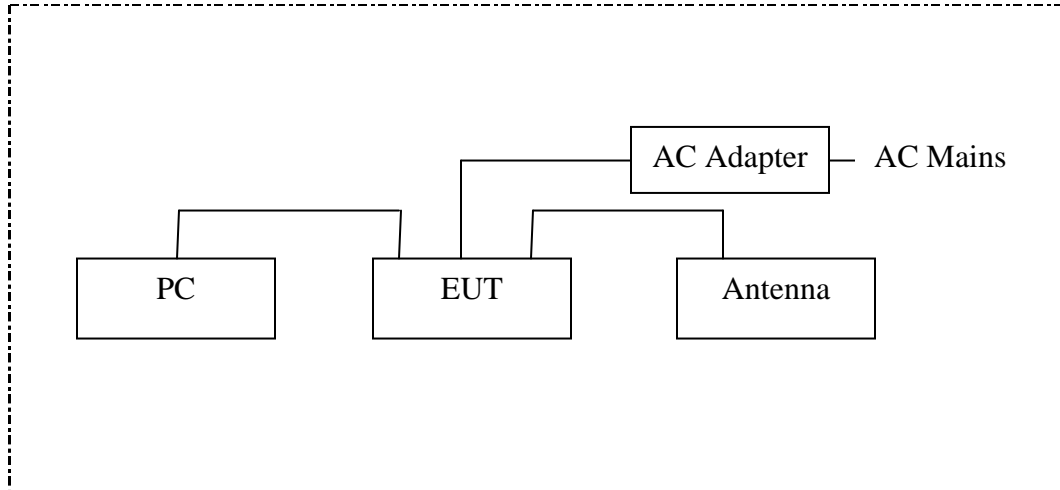 AC Adapter
AC Mains
PC
EUT
Antenna